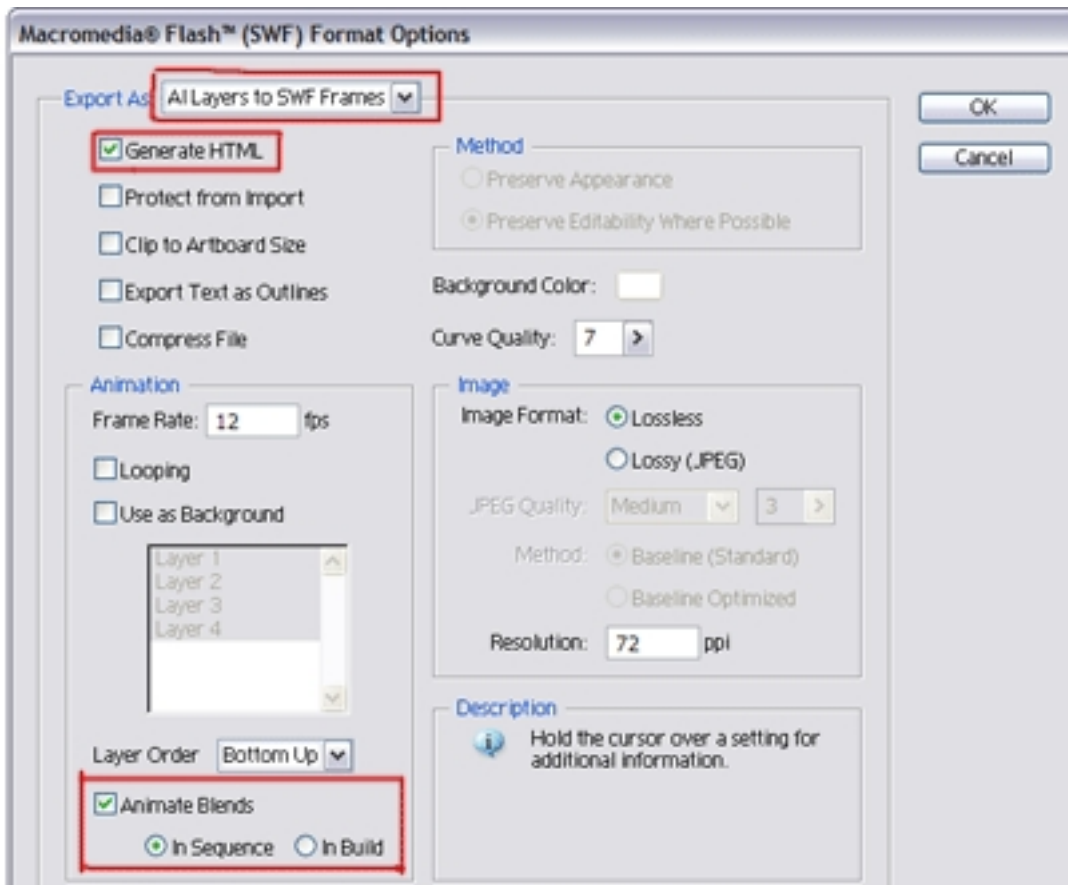 Macromedia® Flash™ (SWF) Format Options
Export As: AI Layers to SWF Frames
OK
Cancel
Generate HTML
Protect from Import
Clip to Artboard Size
Export Text as Outlines
Compress File
Method
Preserve Appearance
Preserve Editability Where Possible
Background Color:
Curve Quality: 7
Animation
Frame Rate: 12 fps
Looping
Use as Background
Layer 1
Layer 2
Layer 3
Layer 4
Layer Order Bottom Up
Animate Blends
In Sequence In Build
Image
Image Format: Lossless
Lossy (JPEG)
JPEG Quality: Medium 3
Method: Baseline (Standard)
Baseline Optimized
Resolution: 72 ppi
Description
Hold the cursor over a setting for
additional information.